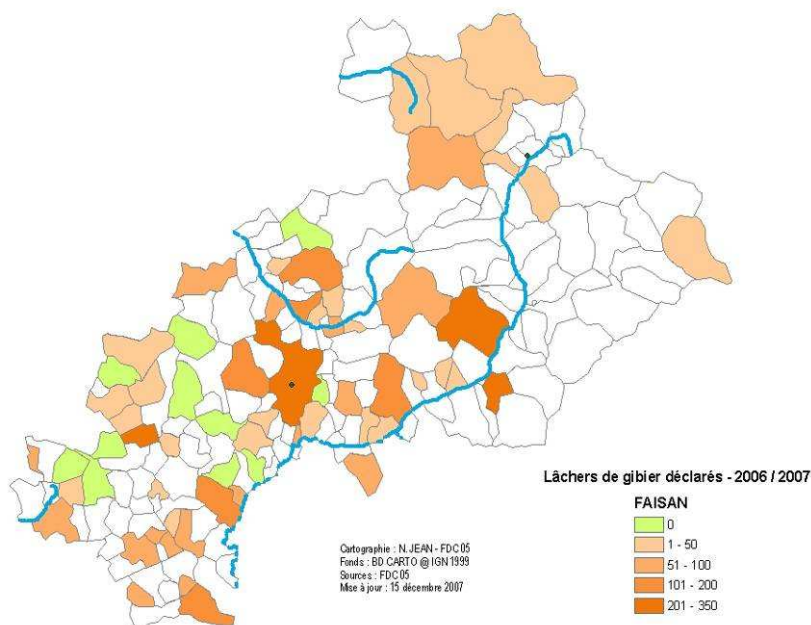 Lâchers de gibier déclarés - 2006 / 2007
FAISAN
0
1 - 50
51 - 100
101 - 200
201 - 350
Cartographie : N. JEAN - FDC 05
Fonds : BD CARTO @ IGN 1999
Sources : FDC 05
Mise à jour : 15 décembre 2007